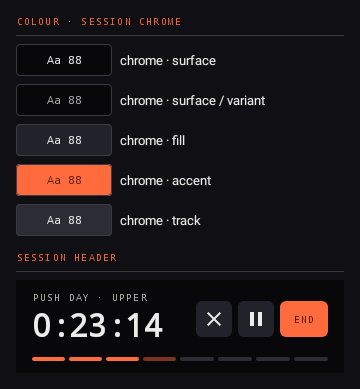 COLOUR · SESSION CHROME
Aa 88 chrome · surface
Aa 88 chrome · surface / variant
Aa 88 chrome · fill
Aa 88 chrome · accent
Aa 88 chrome · track
SESSION HEADER
PUSH DAY · UPPER
0:23:14
END